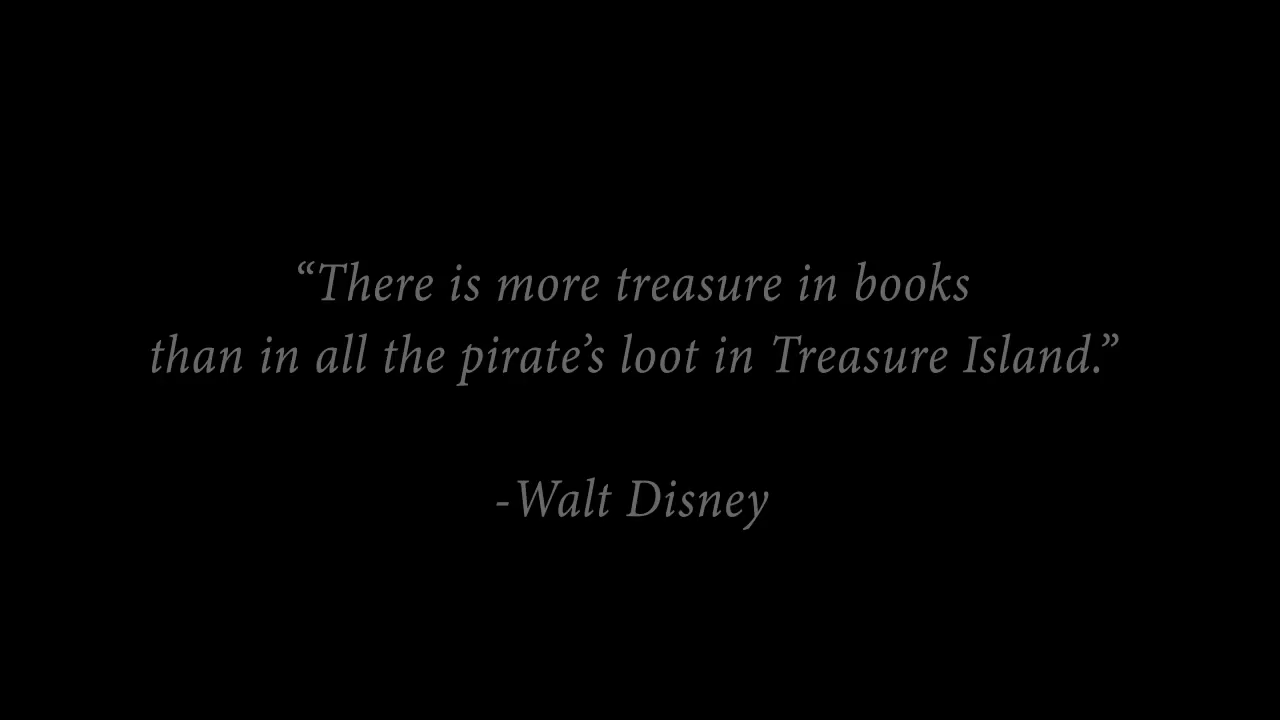 “There is more treasure in books
than in all the pirate’s loot in Treasure Island.”
-Walt Disney